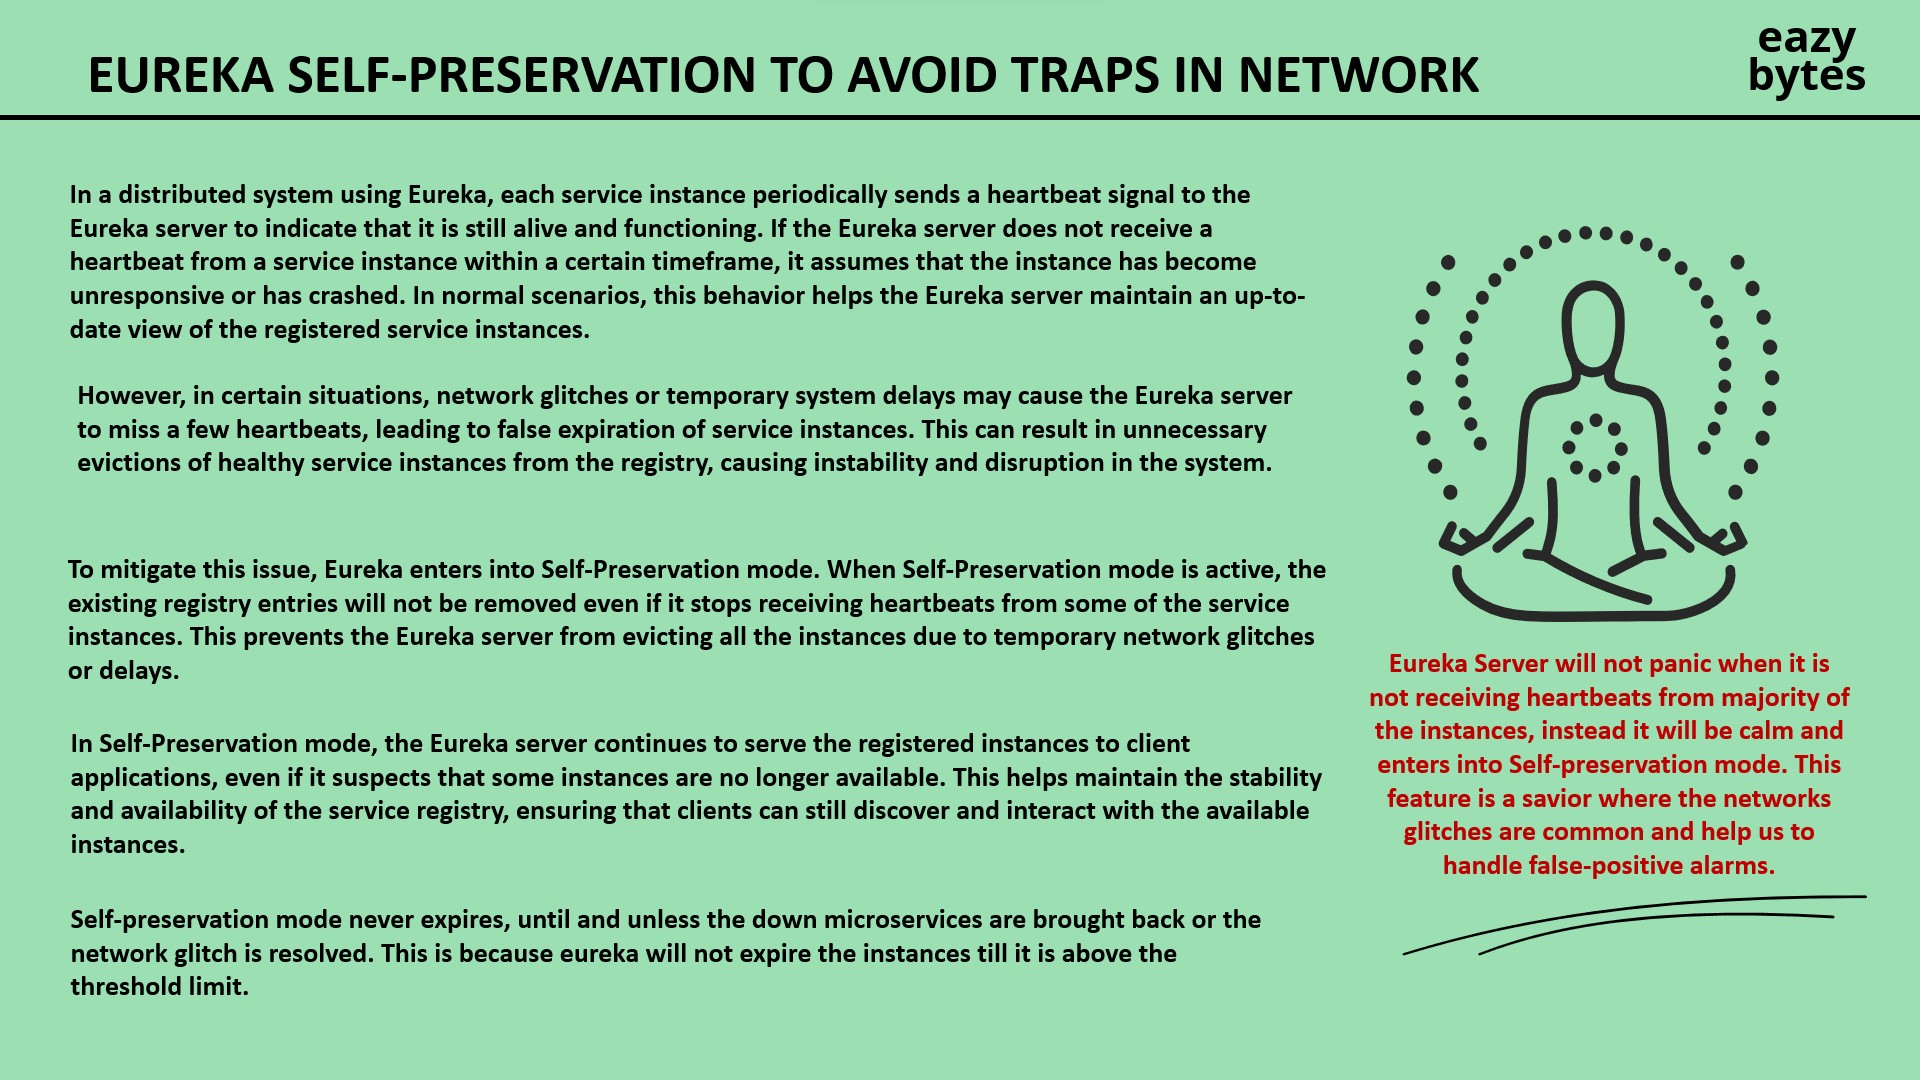 EUREKA SELF-PRESERVATION TO AVOID TRAPS IN NETWORK
eazy
bytes
In a distributed system using Eureka, each service instance periodically sends a heartbeat signal to the
Eureka server to indicate that it is still alive and functioning. If the Eureka server does not receive a
heartbeat from a service instance within a certain timeframe, it assumes that the instance has become
unresponsive or has crashed. In normal scenarios, this behavior helps the Eureka server maintain an up-to-
date view of the registered service instances.
However, in certain situations, network glitches or temporary system delays may cause the Eureka server
to miss a few heartbeats, leading to false expiration of service instances. This can result in unnecessary
evictions of healthy service instances from the registry, causing instability and disruption in the system.
To mitigate this issue, Eureka enters into Self-Preservation mode. When Self-Preservation mode is active, the
existing registry entries will not be removed even if it stops receiving heartbeats from some of the service
instances. This prevents the Eureka server from evicting all the instances due to temporary network glitches
or delays.
In Self-Preservation mode, the Eureka server continues to serve the registered instances to client
applications, even if it suspects that some instances are no longer available. This helps maintain the stability
and availability of the service registry, ensuring that clients can still discover and interact with the available
instances.
Self-preservation mode never expires, until and unless the down microservices are brought back or the
network glitch is resolved. This is because eureka will not expire the instances till it is above the
threshold limit.
Eureka Server will not panic when it is
not receiving heartbeats from majority of
the instances, instead it will be calm and
enters into Self-preservation mode. This
feature is a savior where the networks
glitches are common and help us to
handle false-positive alarms.